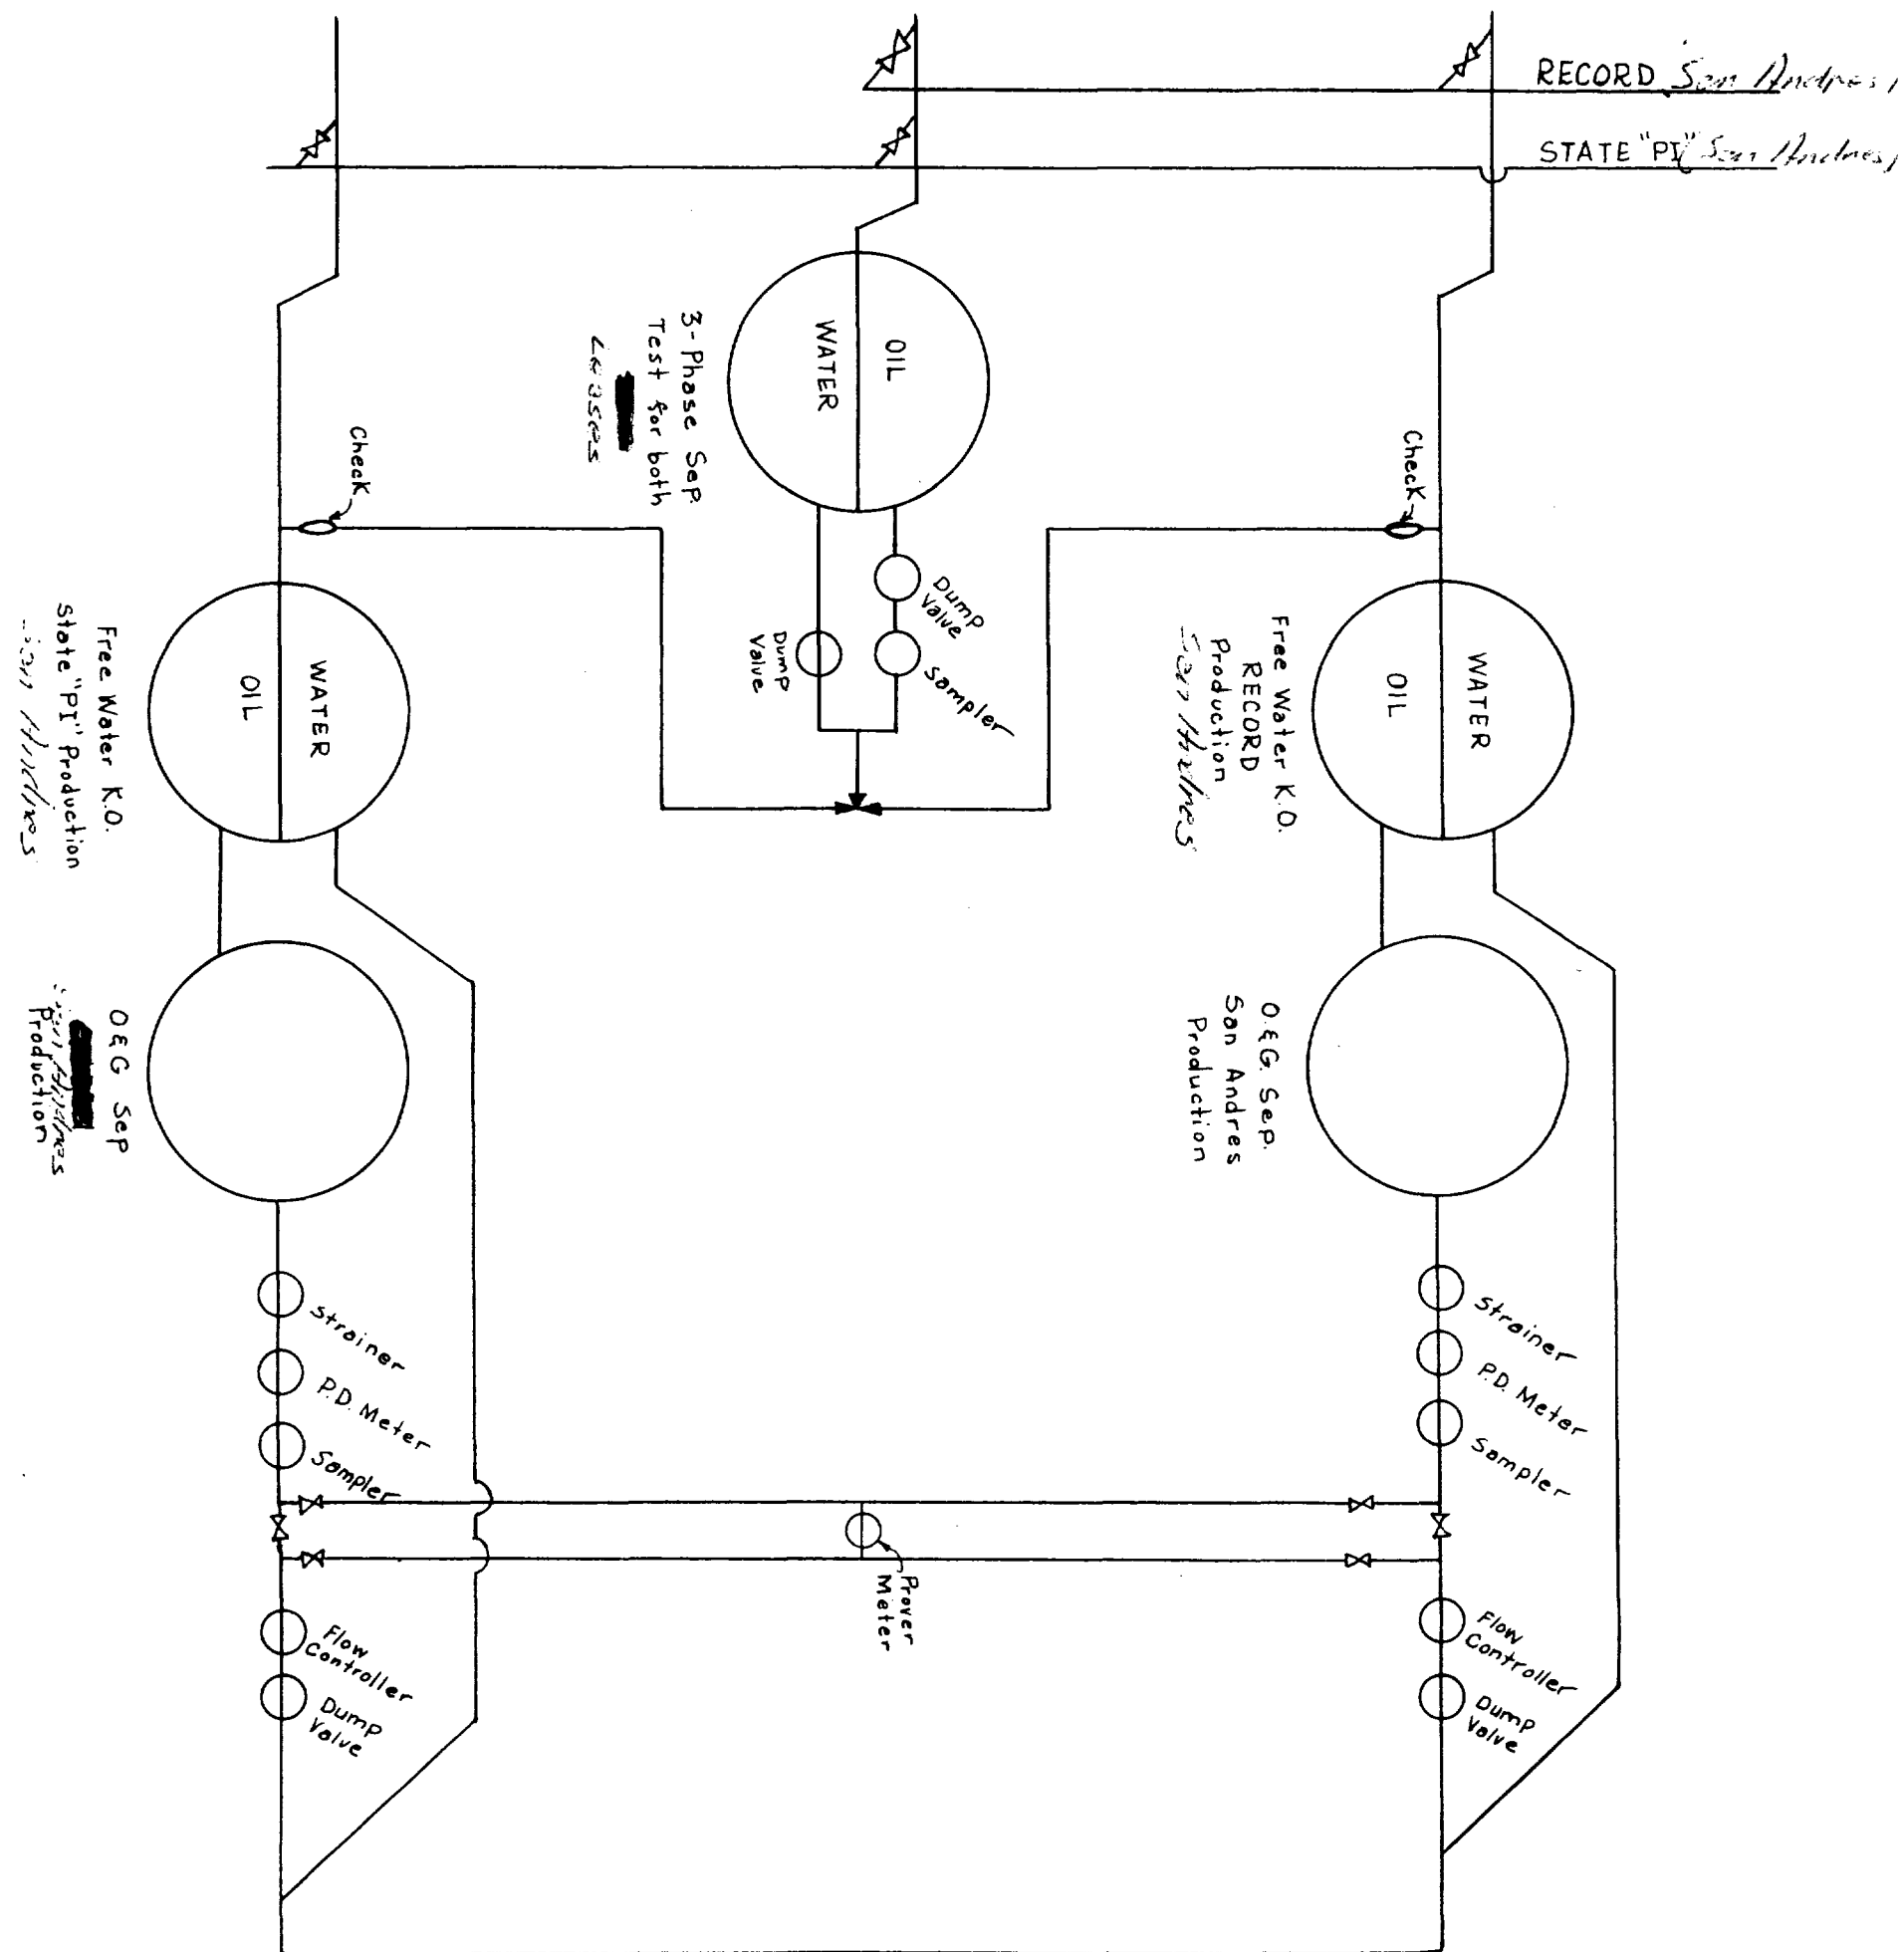 RECORD San Andres
STATE "PI" San Andres
3-Phase Sep.
Test for both
Leases
OIL
WATER
Check
Check
Dump
Valve
Sampler
Dump
Valve
Free Water K.O.
State "PI" Production
San Andres
WATER
OIL
Free Water K.O.
RECORD
Production
San Andres
WATER
OIL
O&G Sep
San Andres
Production
O.&G. Sep.
San Andres
Production
Strainer
P.D. Meter
Sampler
Strainer
P.D. Meter
Sampler
Prover
Meter
Flow
Controller
Dump
Valve
Flow
Controller
Dump
Valve